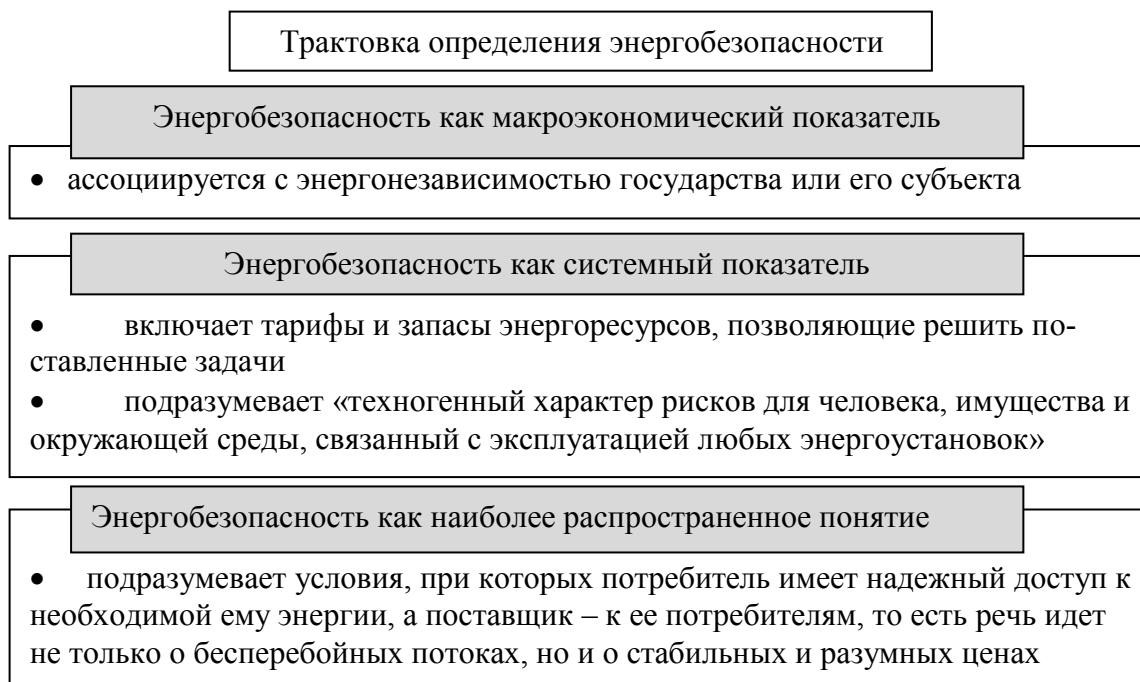 Трактовка определения энергобезопасности
Энергобезопасность как макроэкономический показатель
• ассоциируется с энергонезависимостью государства или его субъекта
Энергобезопасность как системный показатель
• включает тарифы и запасы энергоресурсов, позволяющие решить по-
ставленные задачи
• подразумевает «техногенный характер рисков для человека, имущества и
окружающей среды, связанный с эксплуатацией любых энергоустановок»
Энергобезопасность как наиболее распространенное понятие
• подразумевает условия, при которых потребитель имеет надежный доступ к
необходимой ему энергии, а поставщик – к ее потребителям, то есть речь идет
не только о бесперебойных потоках, но и о стабильных и разумных ценах